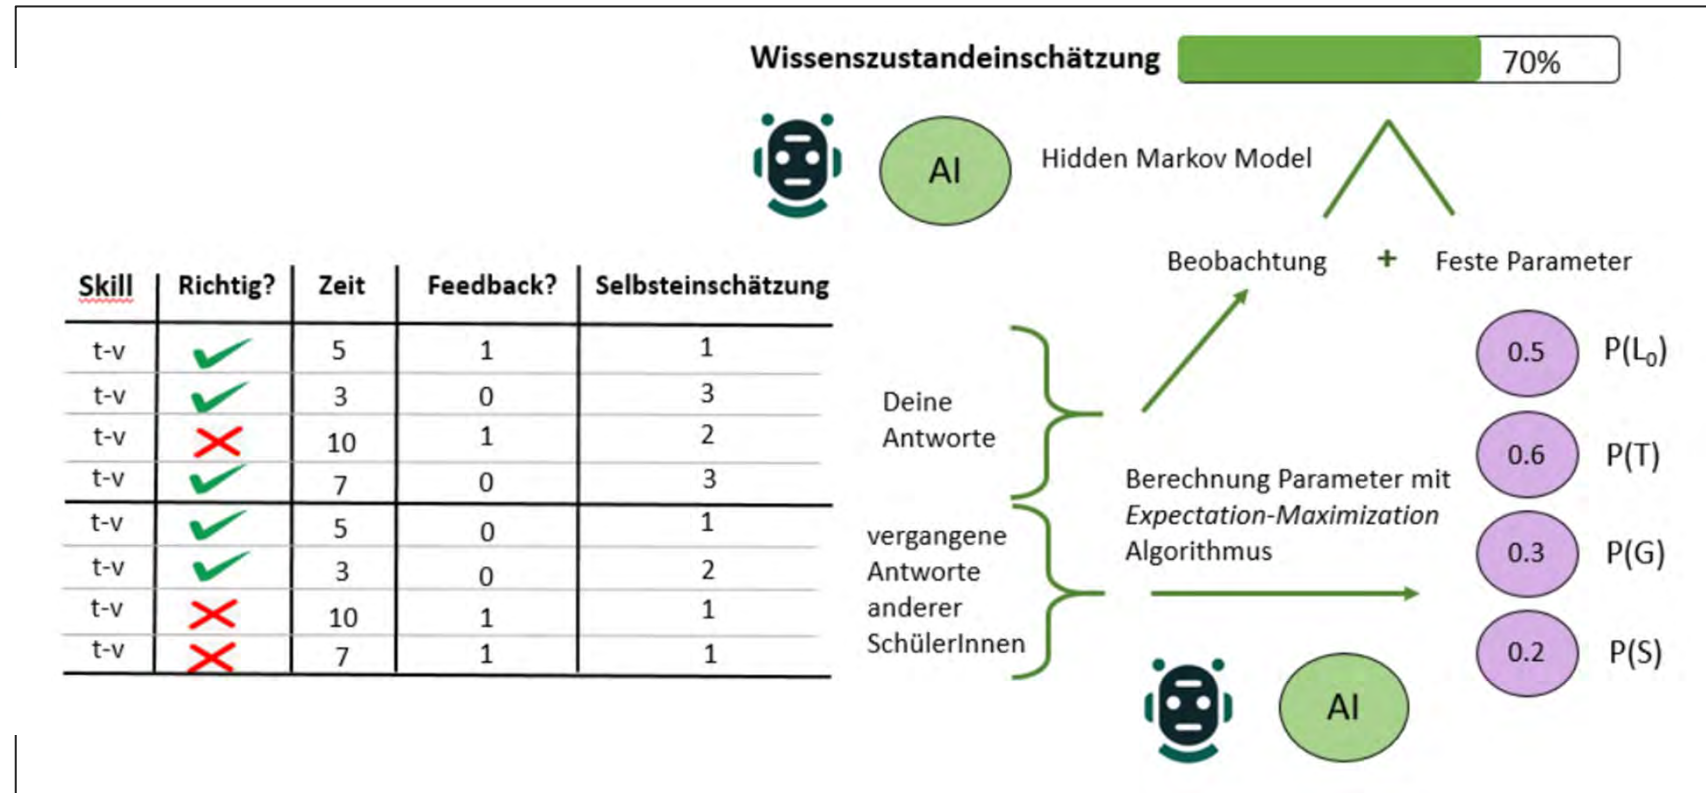 Wissenszustandeinschätzung 70%
AI
Hidden Markov Model
Beobachtung + Feste Parameter
Skill Richtig? Zeit Feedback? Selbsteinschätzung
t-v 5 1 1
t-v 3 0 3
t-v 10 1 2
t-v 7 0 3
t-v 5 0 1
t-v 3 0 2
t-v 10 1 1
t-v 7 1 1
Deine
Antworte
vergangene
Antworte
anderer
SchülerInnen
Berechnung Parameter mit
Expectation-Maximization
Algorithmus
0.5 P(L₀)
0.6 P(T)
0.3 P(G)
0.2 P(S)
AI